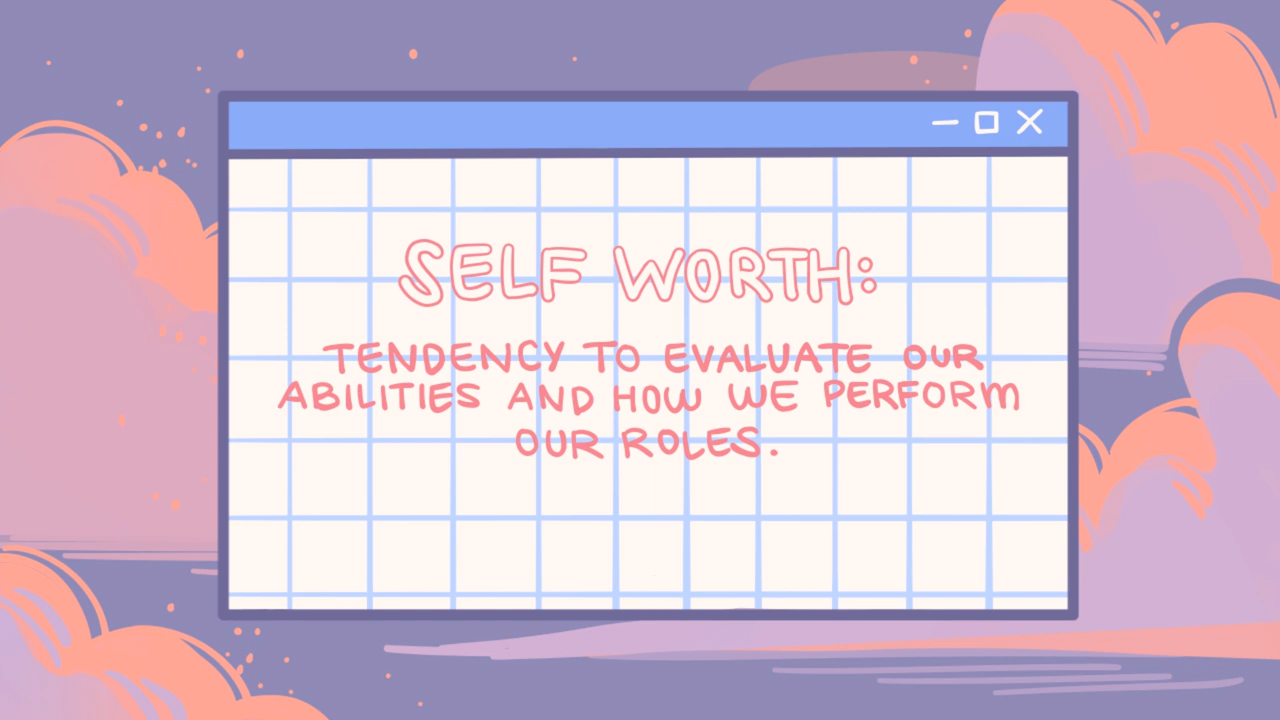 SELF WORTH:
TENDENCY TO EVALUATE OUR
ABILITIES AND HOW WE PERFORM
OUR ROLES.